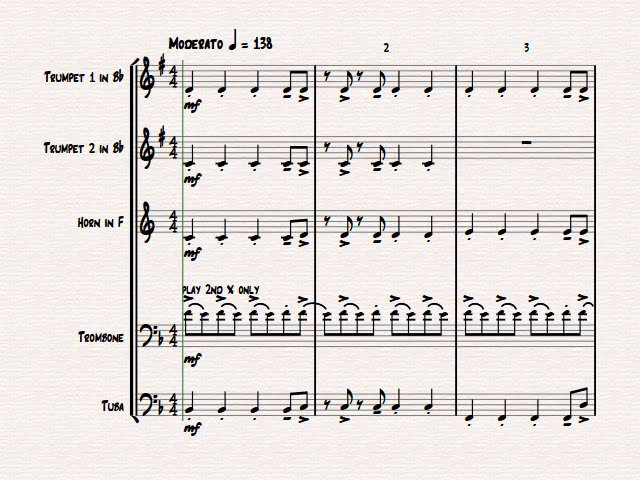 Moderato ♩ = 138
2
3
Trumpet 1 in B♭
mf
Trumpet 2 in B♭
mf
Horn in F
mf
play 2nd % only
Trombone
mf
Tuba
mf